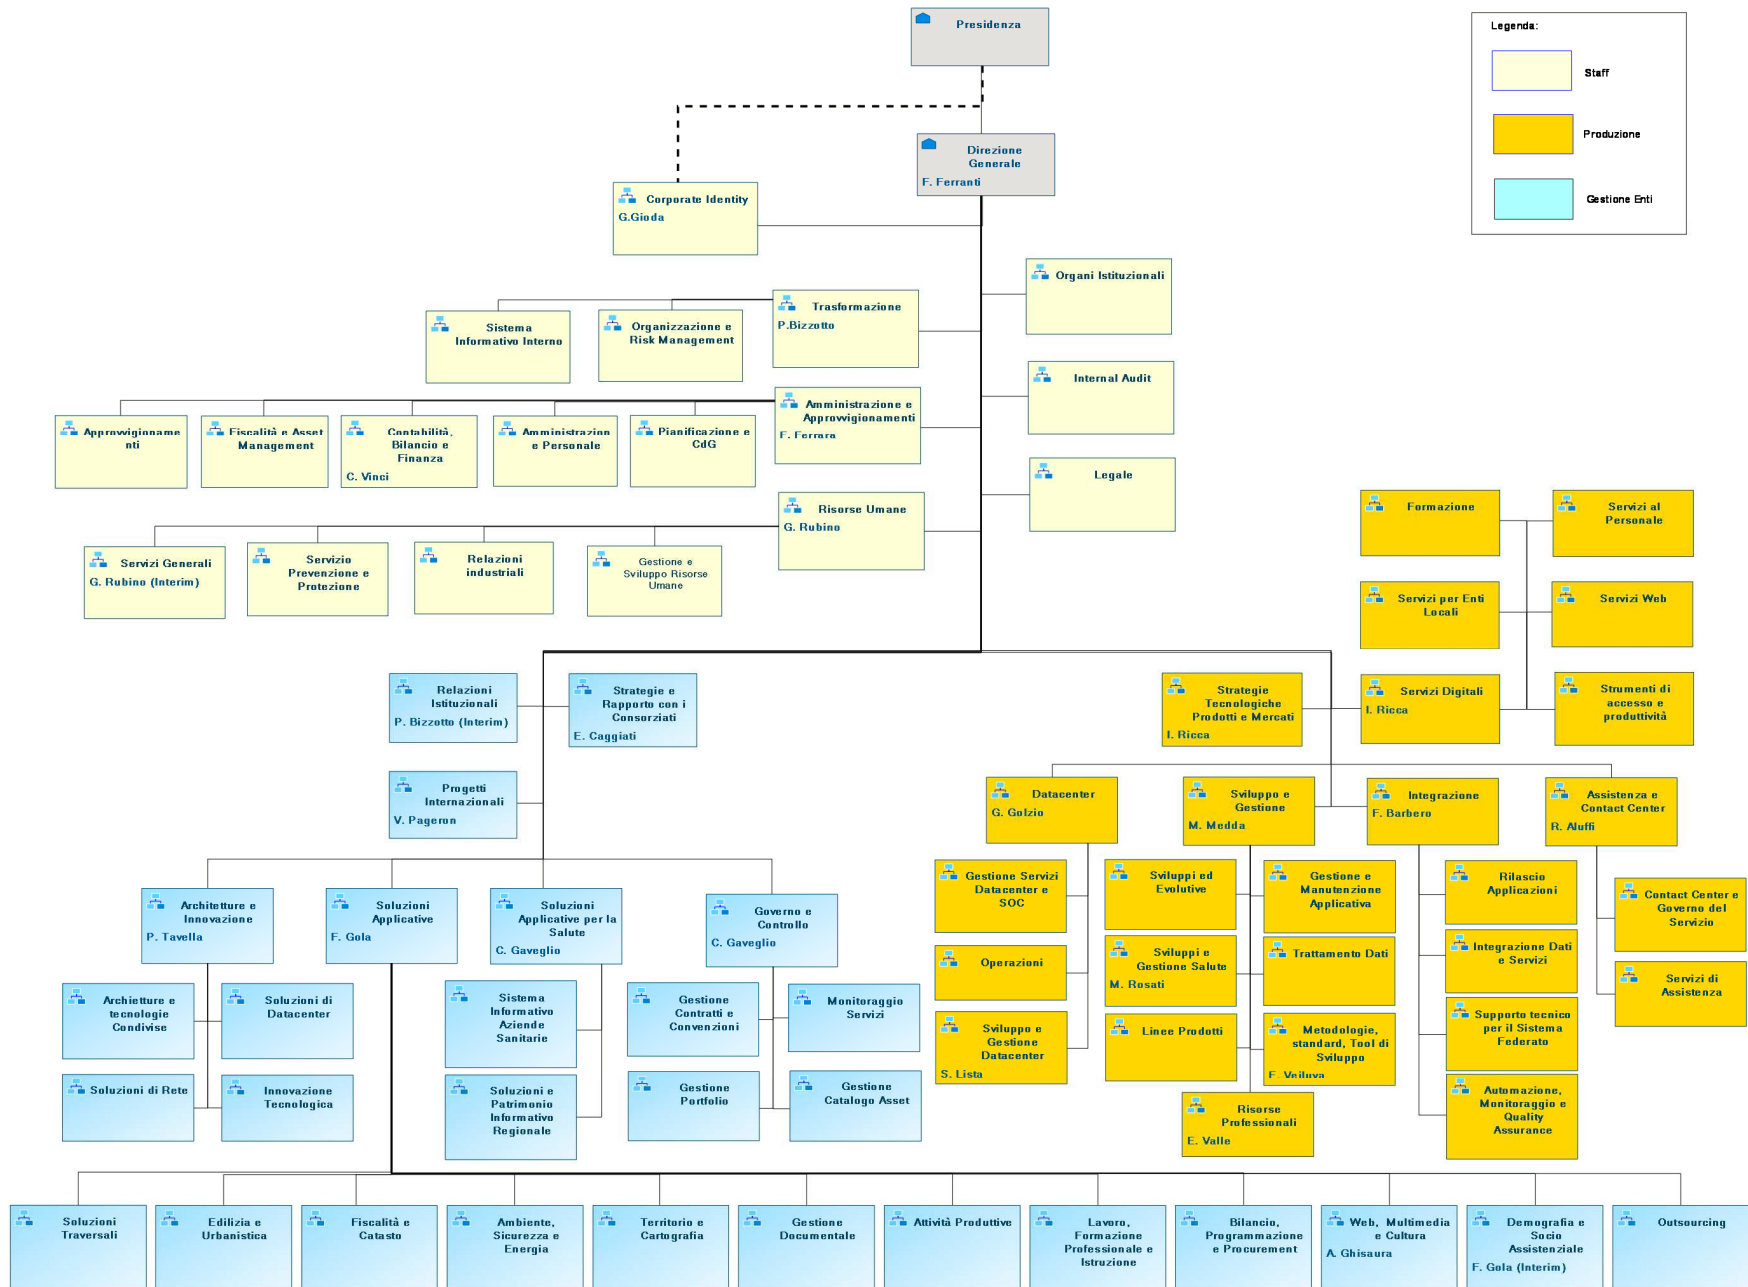 Presidenza
Legenda:
Staff
Produzione
Gestione Enti
Direzione
Generale
F. Ferranti
Corporate Identity
G.Gioda
Organi Istituzionali
Trasformazione
P.Bizzotto
Sistema
Informativo Interno
Organizzazione e
Risk Management
Internal Audit
Amministrazione e
Approvvigionamenti
F. Ferrara
Approvvigioname
nti
Fiscalità e Asset
Management
Contabilità,
Bilancio e
Finanza
C. Vinci
Amministrazion
e Personale
Pianificazione e
CdG
Legale
Risorse Umane
G. Rubino
Servizi Generali
G. Rubino (Interim)
Servizio
Prevenzione e
Protezione
Relazioni
industriali
Gestione e
Sviluppo Risorse
Umane
Formazione
Servizi al
Personale
Servizi per Enti
Locali
Servizi Web
Servizi Digitali
I. Ricca
Strumenti di
accesso e
produttività
Relazioni
Istituzionali
P. Bizzotto (Interim)
Strategie e
Rapporto con i
Consorziati
E. Caggiati
Strategie
Tecnologiche
Prodotti e Mercati
I. Ricca
Progetti
Internazionali
V. Pageron
Datacenter
G. Golzio
Sviluppo e
Gestione
M. Medda
Integrazione
F. Barbero
Assistenza e
Contact Center
R. Aluffi
Architetture e
Innovazione
P. Tavella
Soluzioni
Applicative
F. Gola
Soluzioni
Applicative per la
Salute
C. Gaveglio
Governo e
Controllo
C. Gaveglio
Gestione Servizi
Datacenter e
SOC
Sviluppi ed
Evolutive
Gestione e
Manutenzione
Applicativa
Rilascio
Applicazioni
Contact Center e
Governo del
Servizio
Operazioni
Sviluppi e
Gestione Salute
M. Rosati
Trattamento Dati
Integrazione Dati
e Servizi
Servizi di
Assistenza
Sviluppo e
Gestione
Datacenter
S. Lista
Linee Prodotti
Metodologie,
standard, Tool di
Sviluppo
F. Veiluva
Supporto tecnico
per il Sistema
Federato
Risorse
Professionali
E. Valle
Automazione,
Monitoraggio e
Quality
Assurance
Archietture e
tecnologie
Condivise
Soluzioni di
Datacenter
Sistema
Informativo
Aziende
Sanitarie
Gestione
Contratti e
Convenzioni
Monitoraggio
Servizi
Soluzioni di Rete
Innovazione
Tecnologica
Soluzioni e
Patrimonio
Informativo
Regionale
Gestione
Portfolio
Gestione
Catalogo Asset
Soluzioni
Traversali
Edilizia e
Urbanistica
Fiscalità e
Catasto
Ambiente,
Sicurezza e
Energia
Territorio e
Cartografia
Gestione
Documentale
Attività Produttive
Lavoro,
Formazione
Professionale e
Istruzione
Bilancio,
Programmazione
e Procurement
Web, Multimedia
e Cultura
A. Ghisaura
Demografia e
Socio
Assistenziale
F. Gola (Interim)
Outsourcing